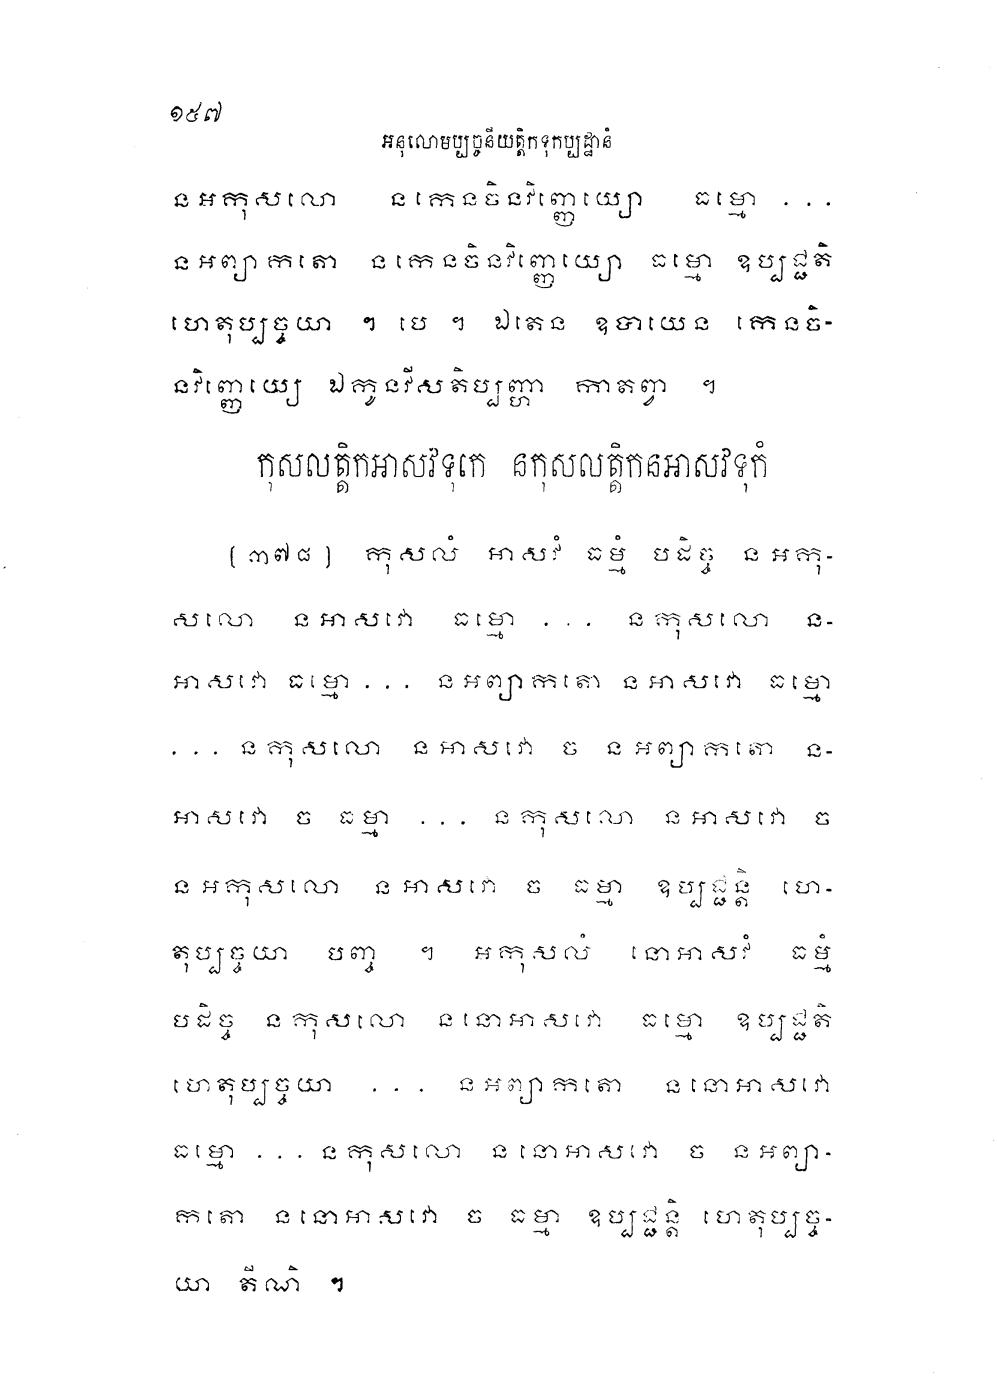 ១៥៧
អនុលោមប្បច្ចនីយត្តិកទុកប្បដ្ឋានំ
នអកុសលោ នកេនចិនវិញ្ញេយ្យោ ធម្មោ ...
នអព្យាកតោ នកេនចិនវិញ្ញេយ្យោ ធម្មោ ឧប្បជ្ជតិ
ហេតុប្បច្ចយា ។ បេ ។ ឯតេន ឧបាយេន កេនចិ-
នវិញ្ញេយ្យេ ឯកូនវីសតិប្បញ្ហា កាតព្វា ។
កុសលត្តិកអាសវទុកេ នកុសលត្តិកនអាសវទុកំ
(៣៧៨) កុសលំ អាសវំ ធម្មំ បដិច្ច នអកុ-
សលោ នអាសវោ ធម្មោ ... នកុសលោ ន-
អាសវោ ធម្មោ ... នអព្យាកតោ នអាសវោ ធម្មោ
... នកុសលោ នអាសវោ ច នអព្យាកតោ ន-
អាសវោ ច ធម្មា ... នកុសលោ នអាសវោ ច
នអកុសលោ នអាសវោ ច ធម្មា ឧប្បជ្ជន្តិ ហេ-
តុប្បច្ចយា បញ្ច ។ អកុសលំ នោអាសវំ ធម្មំ
បដិច្ច នកុសលោ ននោអាសវោ ធម្មោ ឧប្បជ្ជតិ
ហេតុប្បច្ចយា ... នអព្យាកតោ ននោអាសវោ
ធម្មោ ... នកុសលោ ននោអាសវោ ច នអព្យា-
កតោ ននោអាសវោ ច ធម្មា ឧប្បជ្ជន្តិ ហេតុប្បច្ច-
យា តីណិ ។